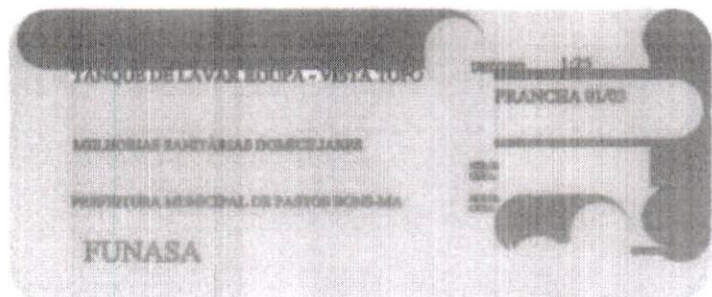 TANQUE DE LAVAR ROUPA - VISTA TOPO
1:25
PRANCHA 01/03
MELHORIAS SANITÁRIAS DOMICILIARES
PREFEITURA MUNICIPAL DE PASTOS BONS-MA
FUNASA